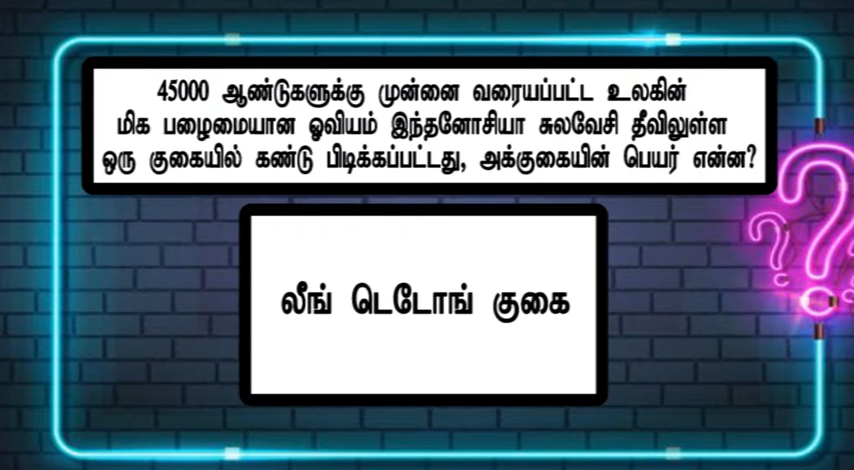 45000 ஆண்டுகளுக்கு முன்னை வரையப்பட்ட உலகின்
மிக பழைமையான ஓவியம் இந்தனோசியா சுலவேசி தீவிலுள்ள
ஒரு குகையில் கண்டு பிடிக்கப்பட்டது, அக்குகையின் பெயர் என்ன?
லீங் டெடோங் குகை